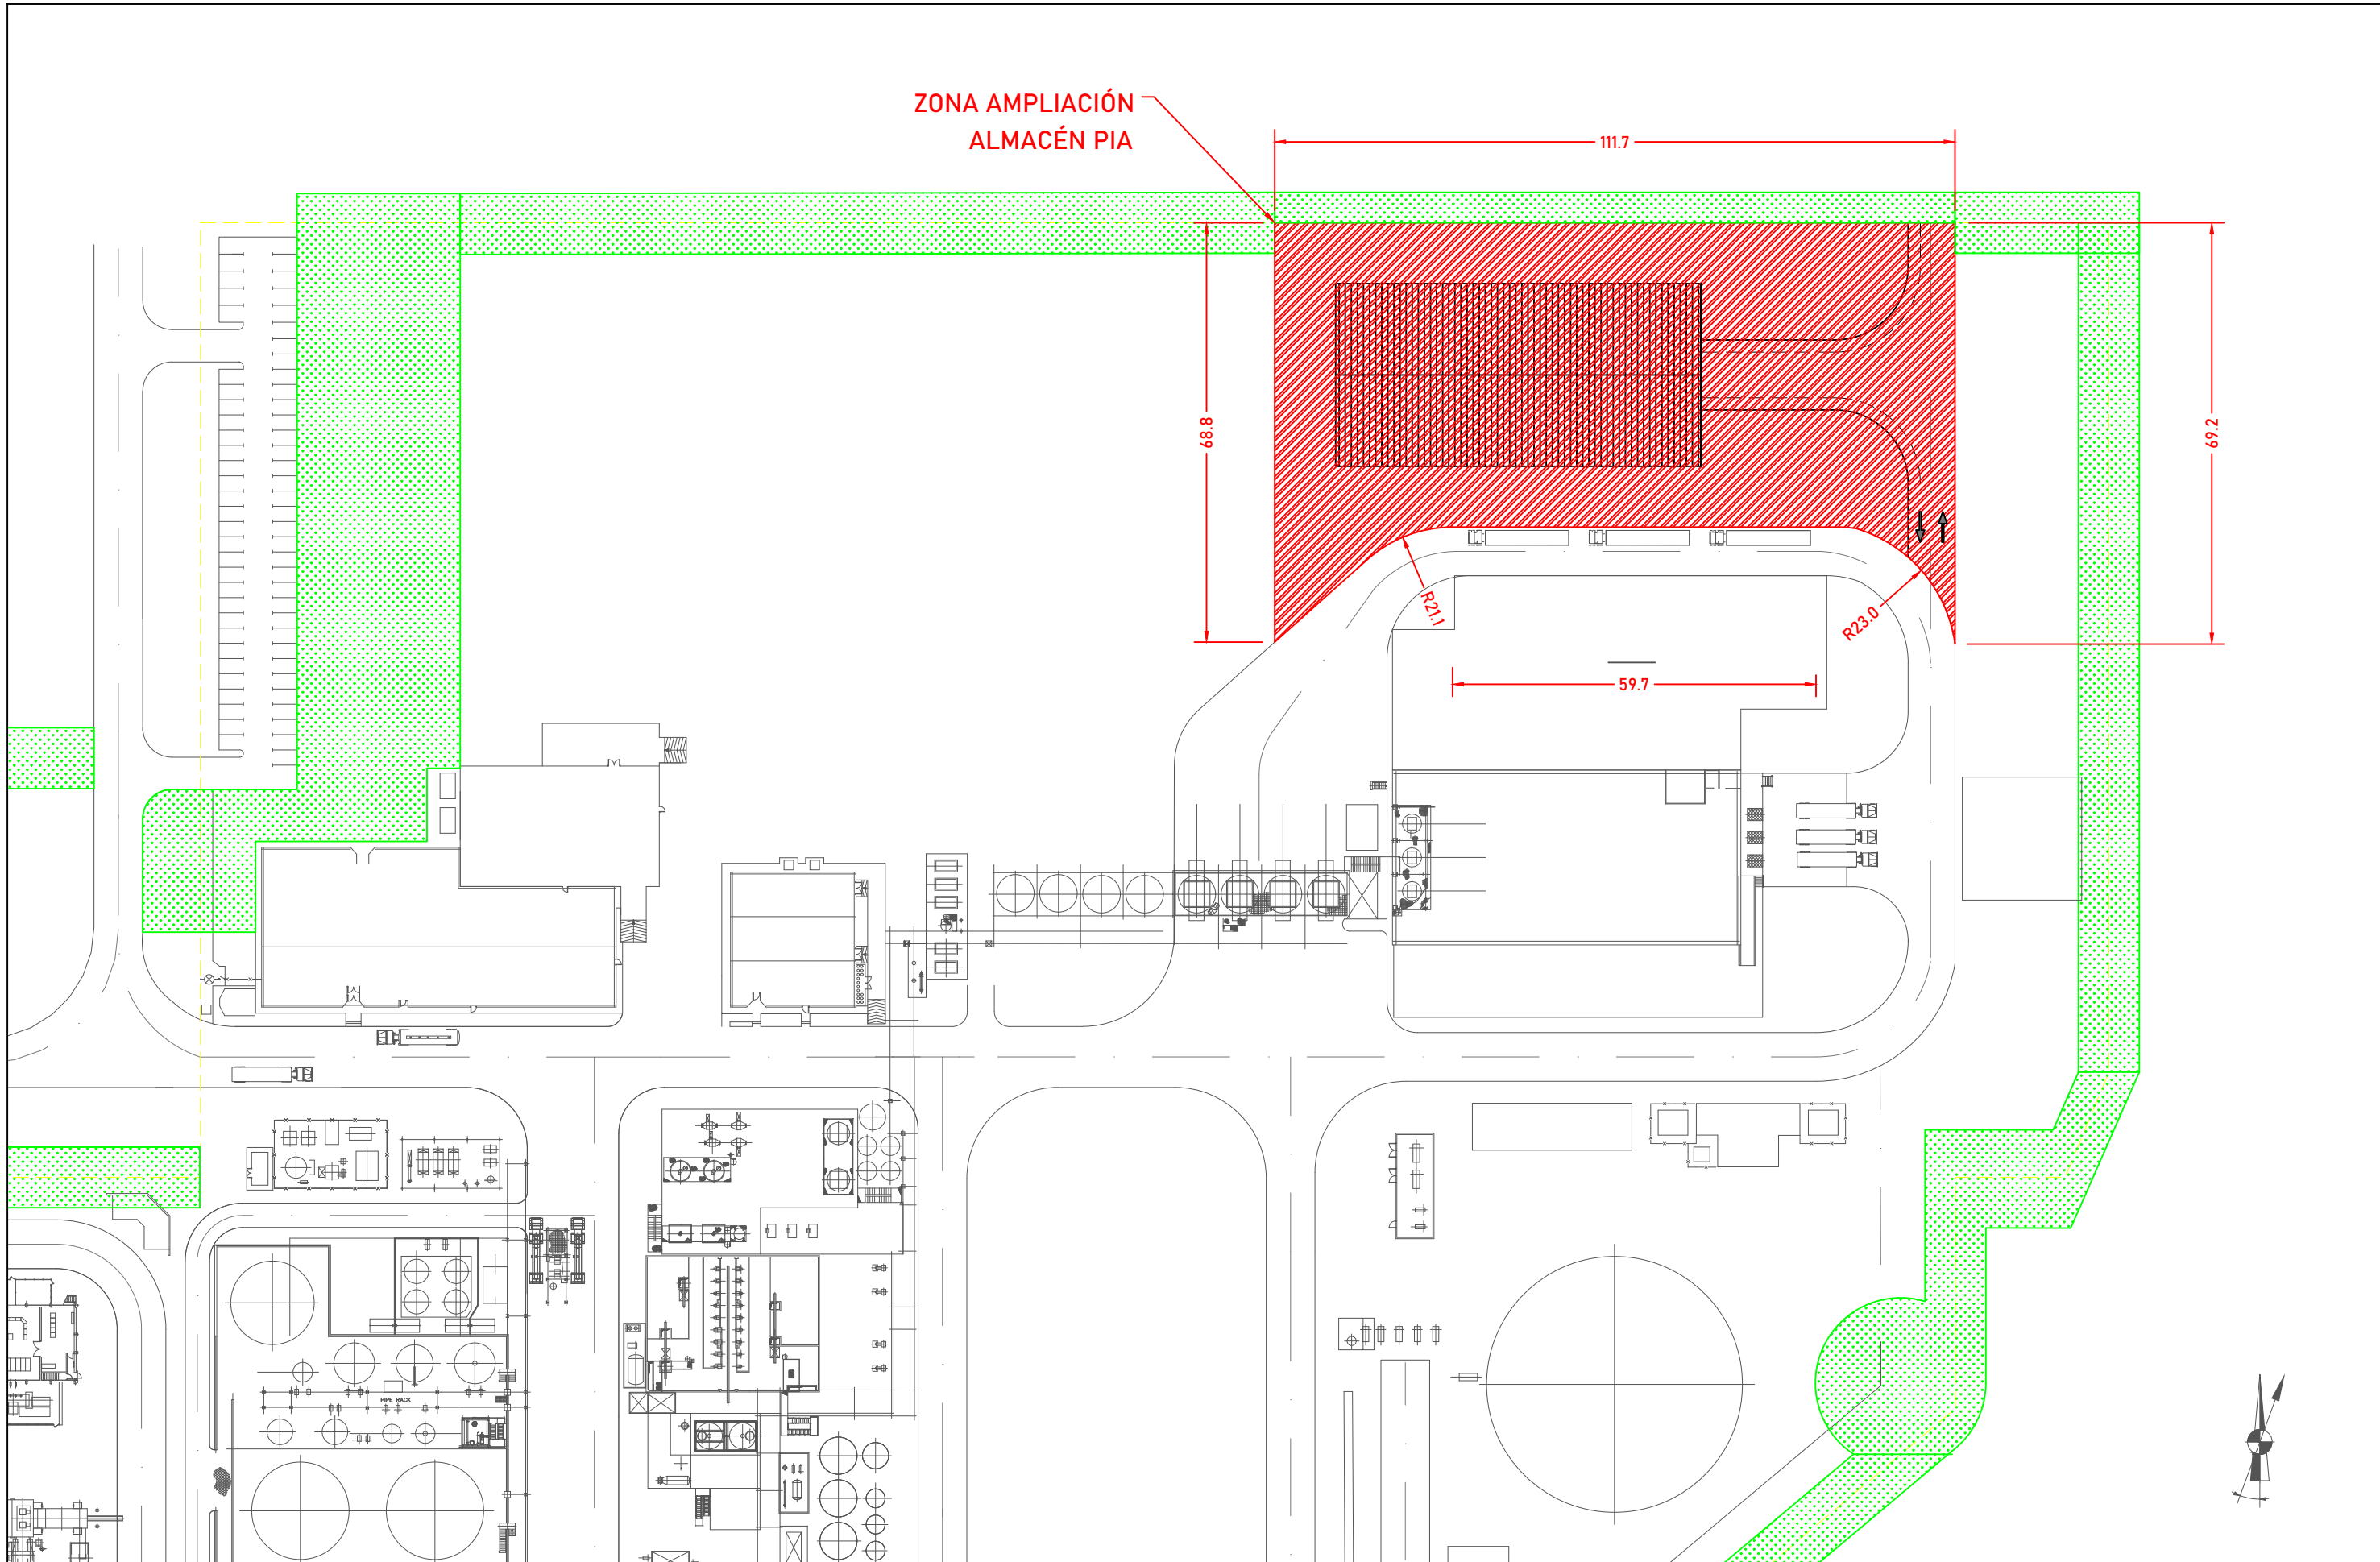 ZONA AMPLIACIÓN
ALMACÉN PIA
111.7
68.8
69.2
R21.1
R23.0
59.7
PIPE RACK